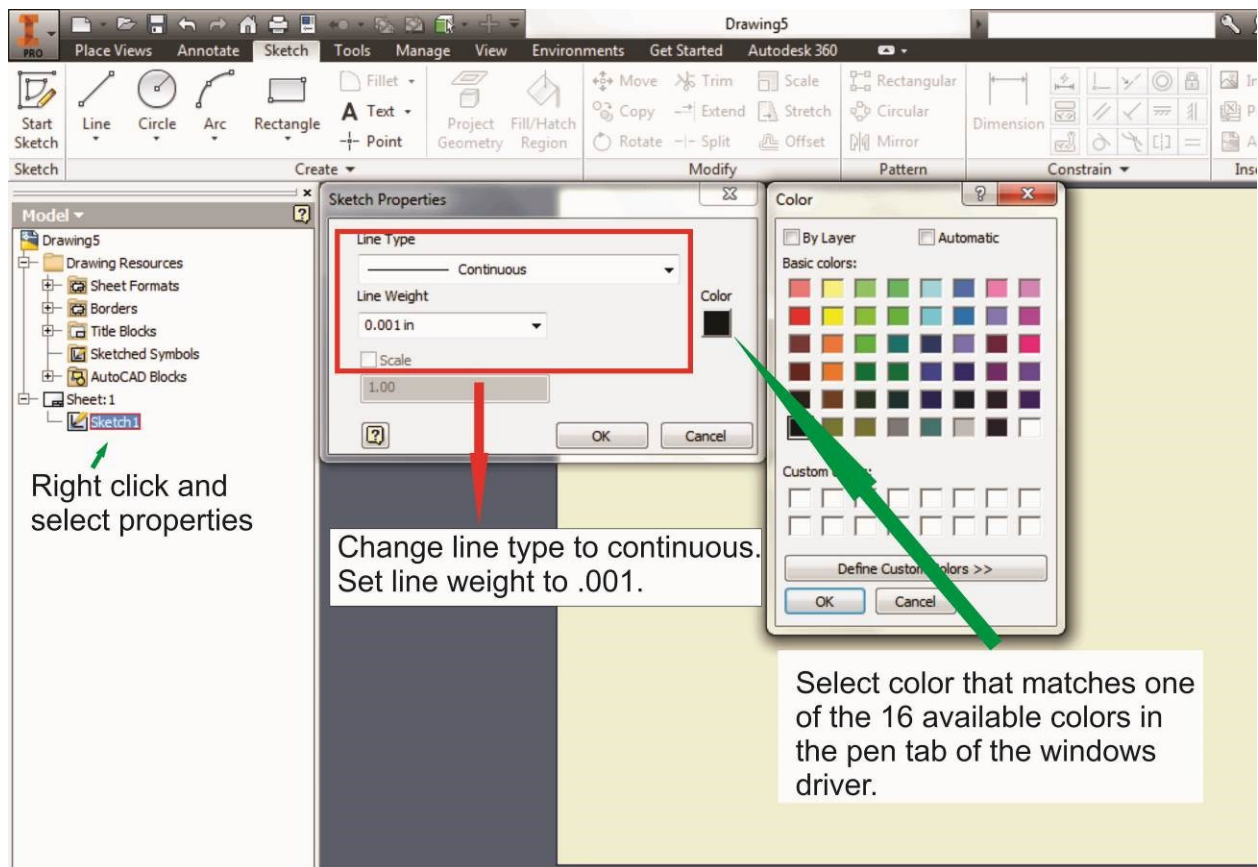 Drawing5
PRO
Place Views Annotate Sketch Tools Manage View Environments Get Started Autodesk 360
Start Sketch
Line
Circle
Arc
Rectangle
Fillet
Text
Point
Project Geometry
Fill/Hatch Region
Move
Copy
Rotate
Trim
Extend
Split
Scale
Stretch
Offset
Rectangular
Circular
Mirror
Dimension
Sketch
Create
Modify
Pattern
Constrain
Model
Drawing5
Drawing Resources
Sheet Formats
Borders
Title Blocks
Sketched Symbols
AutoCAD Blocks
Sheet:1
Sketch1
Right click and
select properties
Sketch Properties
Line Type
Continuous
Line Weight
0.001 in
Scale
1.00
Color
OK
Cancel
Change line type to continuous.
Set line weight to .001.
Color
By Layer
Automatic
Basic colors:
Custom
Define Custom Colors >>
OK
Cancel
Select color that matches one
of the 16 available colors in
the pen tab of the windows
driver.